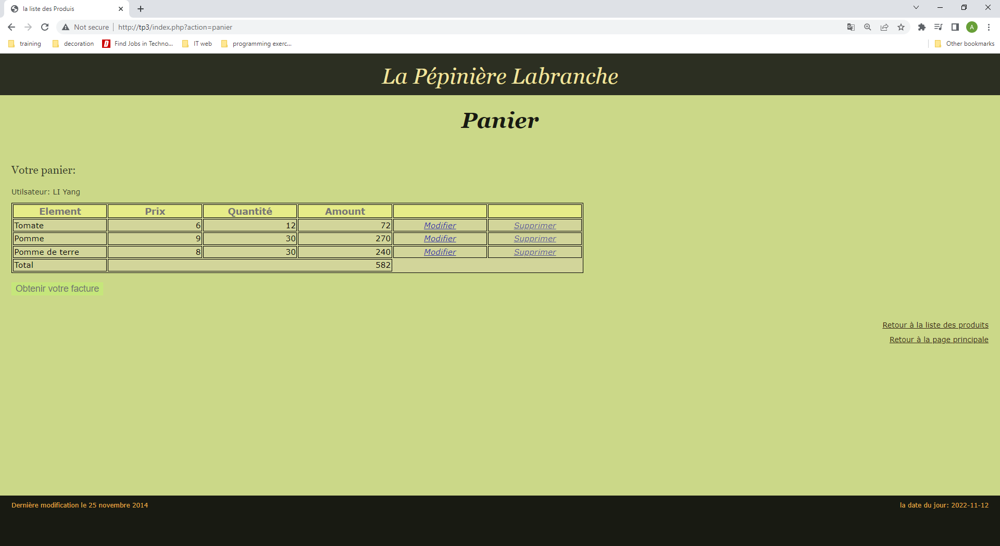 la liste des Produis
Not secure http://tp3/index.php?action=panier
A
training decoration D Find Jobs in Techno... IT web programming exerc... Other bookmarks
La Pépinière Labranche
Panier
Votre panier:
Utilsateur: LI Yang
Element Prix Quantité Amount
Tomate 6 12 72 Modifier Supprimer
Pomme 9 30 270 Modifier Supprimer
Pomme de terre 8 30 240 Modifier Supprimer
Total 582
Obtenir votre facture
Retour à la liste des produits
Retour à la page principale
Dernière modification le 25 novembre 2014 la date du jour: 2022-11-12